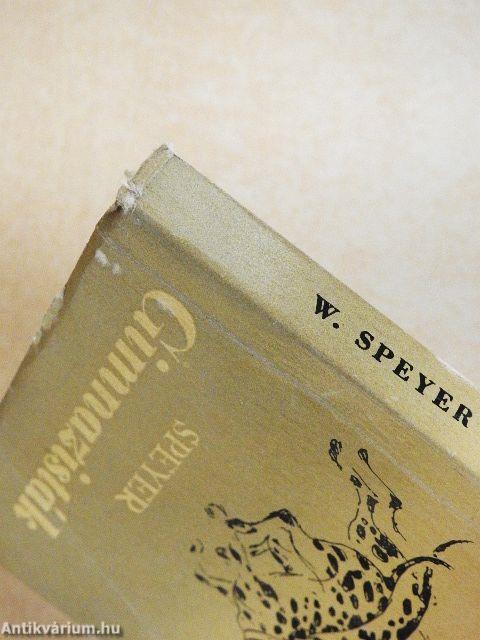 W. SPEYER
SPEYER
Gimnazisták
Antikvárium.hu